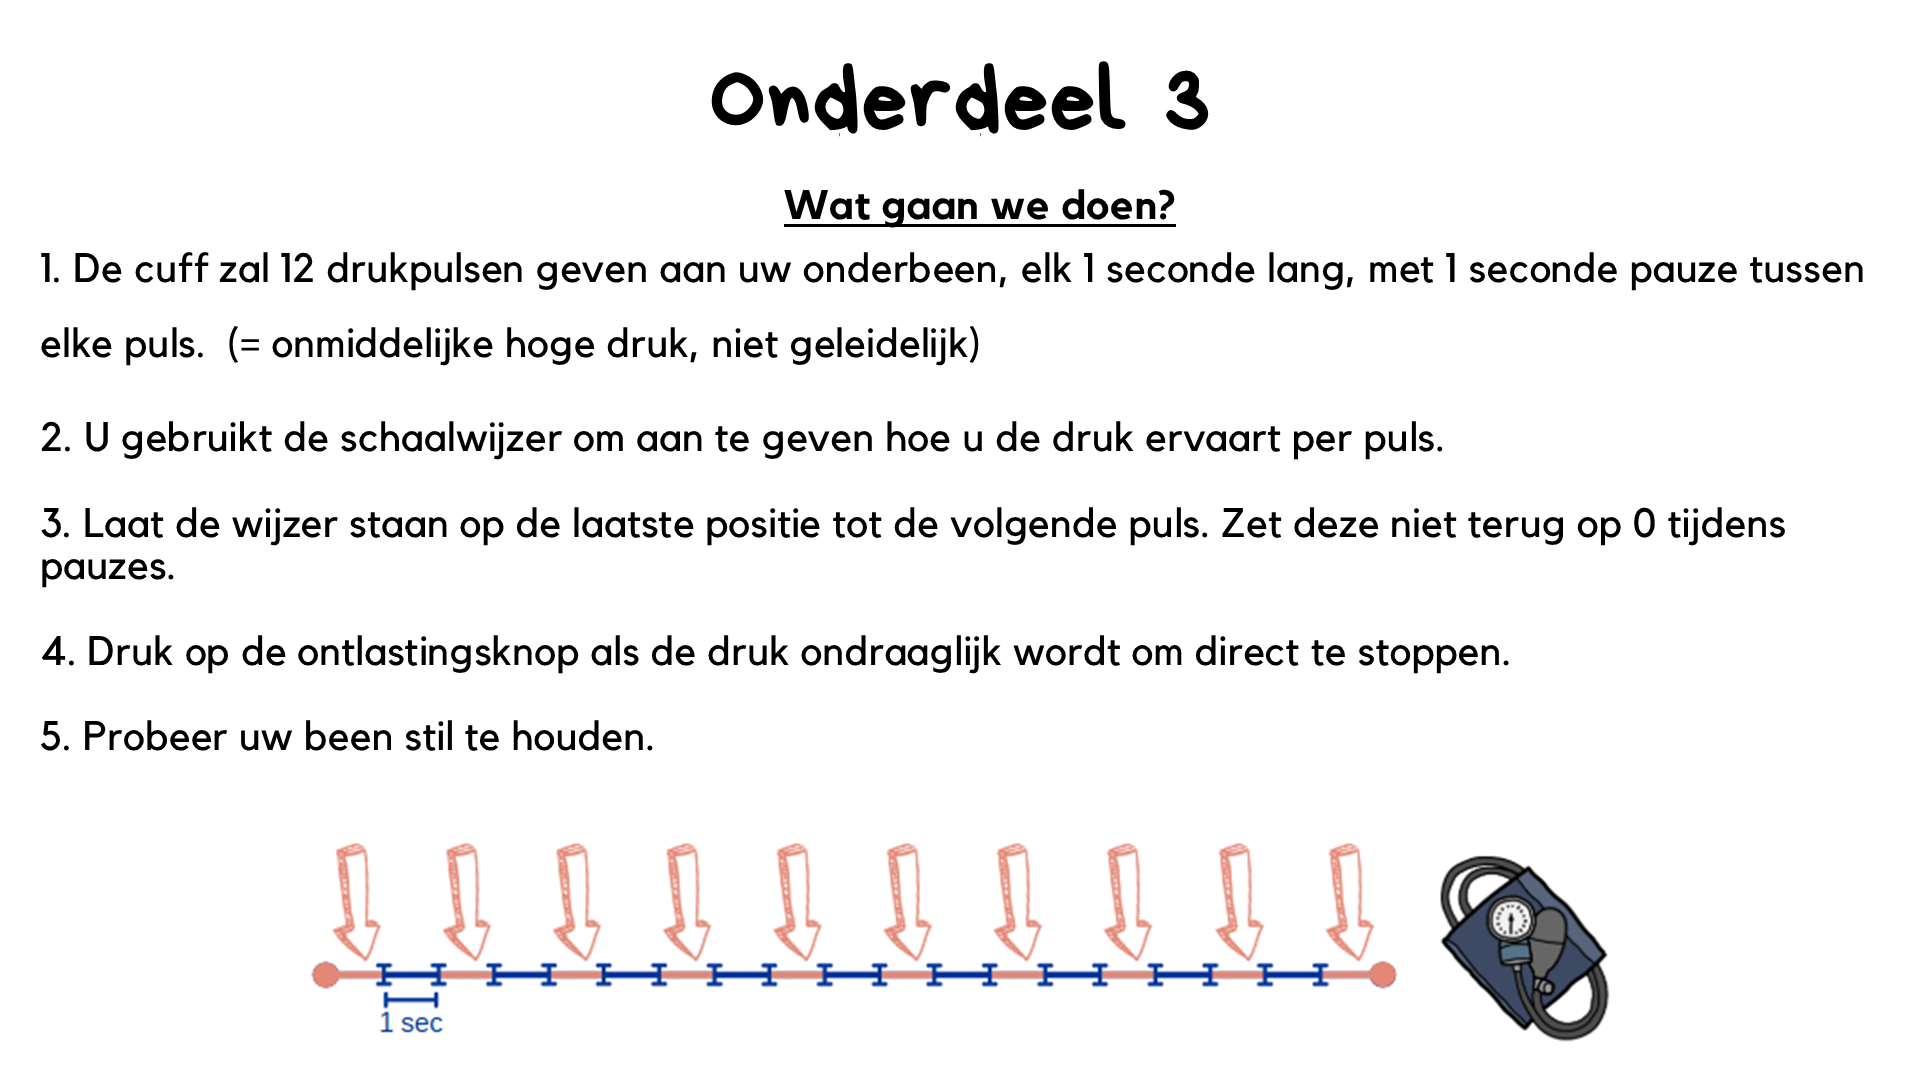 Onderdeel 3
Wat gaan we doen?
1. De cuff zal 12 drukpulsen geven aan uw onderbeen, elk 1 seconde lang, met 1 seconde pauze tussen
elke puls.  (= onmiddelijke hoge druk, niet geleidelijk)
2. U gebruikt de schaalwijzer om aan te geven hoe u de druk ervaart per puls.
3. Laat de wijzer staan op de laatste positie tot de volgende puls. Zet deze niet terug op 0 tijdens
pauzes.
4. Druk op de ontlastingsknop als de druk ondraaglijk wordt om direct te stoppen.
5. Probeer uw been stil te houden.
1 sec